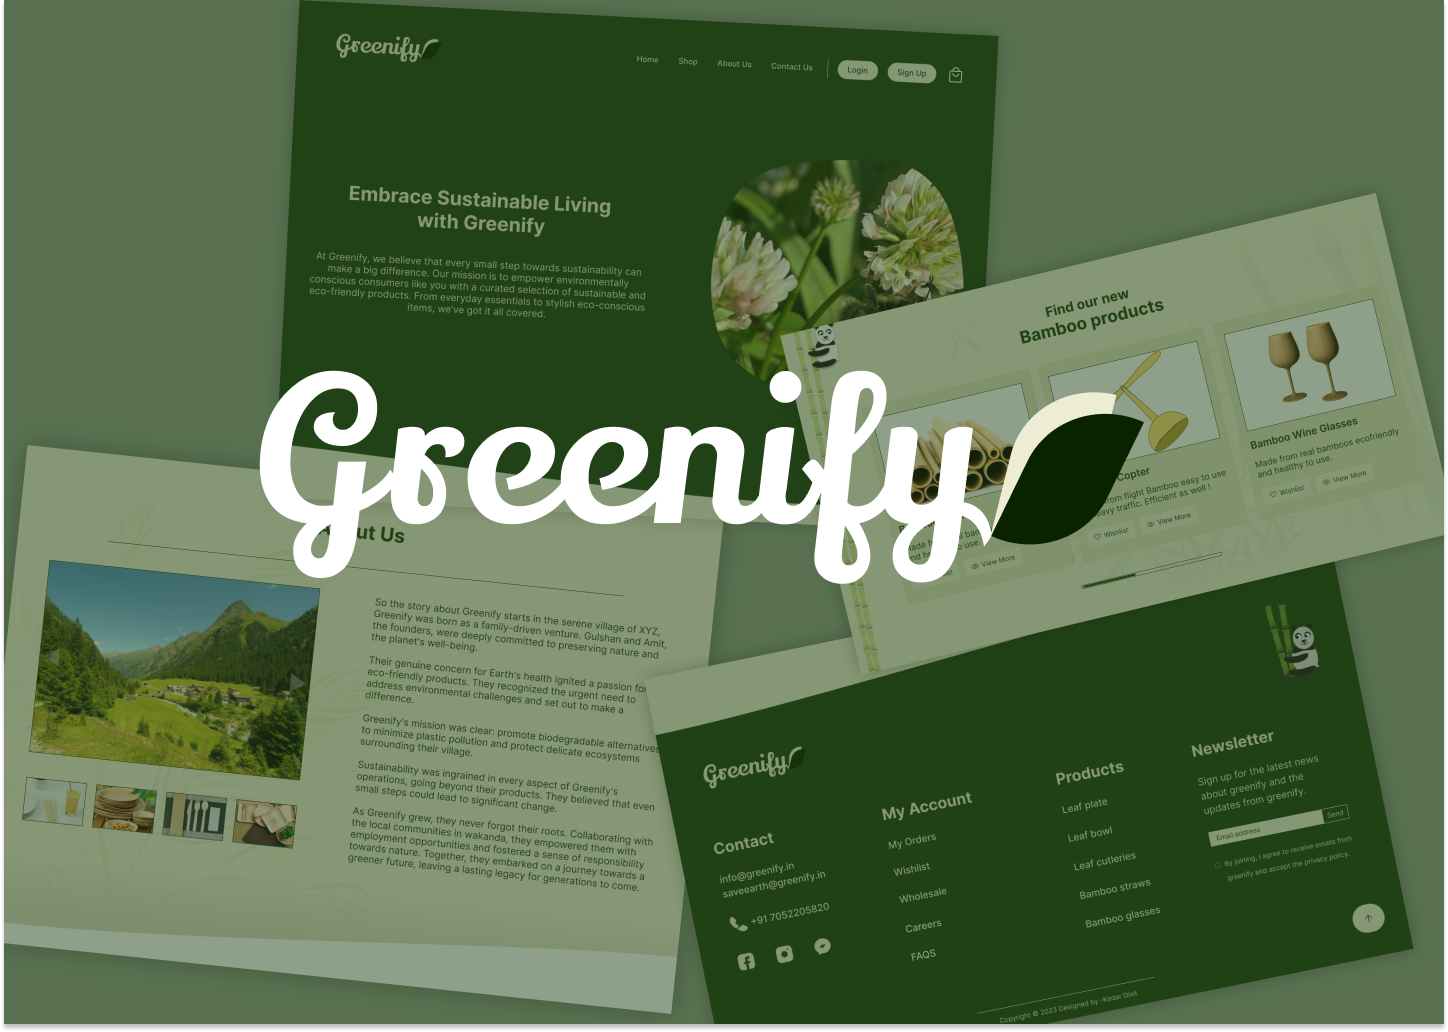 Greenify
Home
Shop
About Us
Contact Us
Login
Sign Up
Embrace Sustainable Living
with Greenify
At Greenify, we believe that every small step towards sustainability can
make a big difference. Our mission is to empower environmentally
conscious consumers like you with a curated selection of sustainable and
eco-friendly products. From everyday essentials to stylish eco-conscious
items, we've got it all covered.
Find our new
Bamboo products
Copter
from flight Bamboo easy to use
heavy traffic. Efficient as well !
Wishlist
View More
Bamboo Wine Glasses
Made from real bamboos ecofriendly
and healthy to use.
Wishlist
View More
Made
and
to use.
View More
Greenify
About Us
So the story about Greenify starts in the serene village of XYZ,
Greenify was born as a family-driven venture. Gulshan and Amit,
the founders, were deeply committed to preserving nature and
the planet's well-being.
Their genuine concern for Earth's health ignited a passion for
eco-friendly products. They recognized the urgent need to
address environmental challenges and set out to make a
difference.
Greenify's mission was clear: promote biodegradable alternatives
to minimize plastic pollution and protect delicate ecosystems
surrounding their village.
Sustainability was ingrained in every aspect of Greenify's
operations, going beyond their products. They believed that even
small steps could lead to significant change.
As Greenify grew, they never forgot their roots. Collaborating with
the local communities in wakanda, they empowered them with
employment opportunities and fostered a sense of responsibility
towards nature. Together, they embarked on a journey towards a
greener future, leaving a lasting legacy for generations to come.
Greenify
Contact
info@greenify.in
saveearth@greenify.in
+91 7052205820
My Account
My Orders
Wishlist
Wholesale
Careers
FAQS
Products
Leaf plate
Leaf bowl
Leaf cutleries
Bamboo straws
Bamboo glasses
Newsletter
Sign up for the latest news
about greenify and the
updates from greenify.
Email address
Send
By joining, I agree to receive emails from
greenify and accept the privacy policy.
Copyright © 2023 Designed by -Kedar Dixit